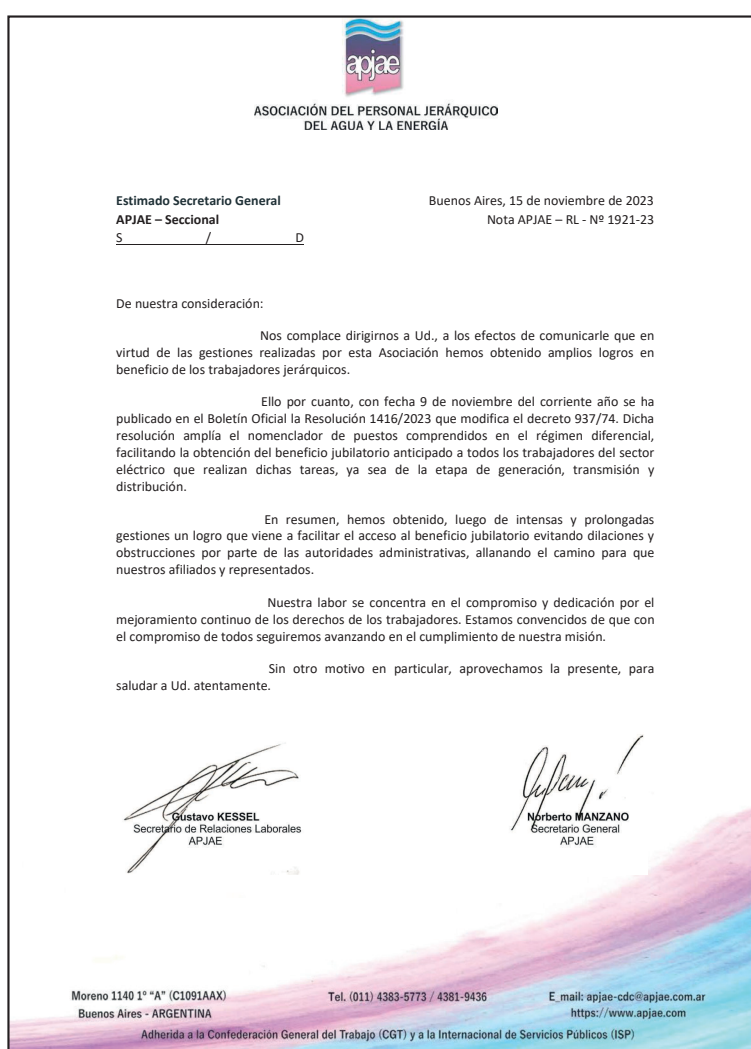 apjae
ASOCIACIÓN DEL PERSONAL JERÁRQUICO
DEL AGUA Y LA ENERGÍA
Estimado Secretario General
APJAE – Seccional
S / D
Buenos Aires, 15 de noviembre de 2023
Nota APJAE – RL - Nº 1921-23
De nuestra consideración:
Nos complace dirigirnos a Ud., a los efectos de comunicarle que en
virtud de las gestiones realizadas por esta Asociación hemos obtenido amplios logros en
beneficio de los trabajadores jerárquicos.
Ello por cuanto, con fecha 9 de noviembre del corriente año se ha
publicado en el Boletín Oficial la Resolución 1416/2023 que modifica el decreto 937/74. Dicha
resolución amplía el nomenclador de puestos comprendidos en el régimen diferencial,
facilitando la obtención del beneficio jubilatorio anticipado a todos los trabajadores del sector
eléctrico que realizan dichas tareas, ya sea de la etapa de generación, transmisión y
distribución.
En resumen, hemos obtenido, luego de intensas y prolongadas
gestiones un logro que viene a facilitar el acceso al beneficio jubilatorio evitando dilaciones y
obstrucciones por parte de las autoridades administrativas, allanando el camino para que
nuestros afiliados y representados.
Nuestra labor se concentra en el compromiso y dedicación por el
mejoramiento continuo de los derechos de los trabajadores. Estamos convencidos de que con
el compromiso de todos seguiremos avanzando en el cumplimiento de nuestra misión.
Sin otro motivo en particular, aprovechamos la presente, para
saludar a Ud. atentamente.
Gustavo KESSEL
Secretario de Relaciones Laborales
APJAE
Norberto MANZANO
Secretario General
APJAE
Moreno 1140 1º "A" (C1091AAX)
Buenos Aires - ARGENTINA
Tel. (011) 4383-5773 / 4381-9436
E_mail: apjae-cdc@apjae.com.ar
https://www.apjae.com
Adherida a la Confederación General del Trabajo (CGT) y a la Internacional de Servicios Públicos (ISP)